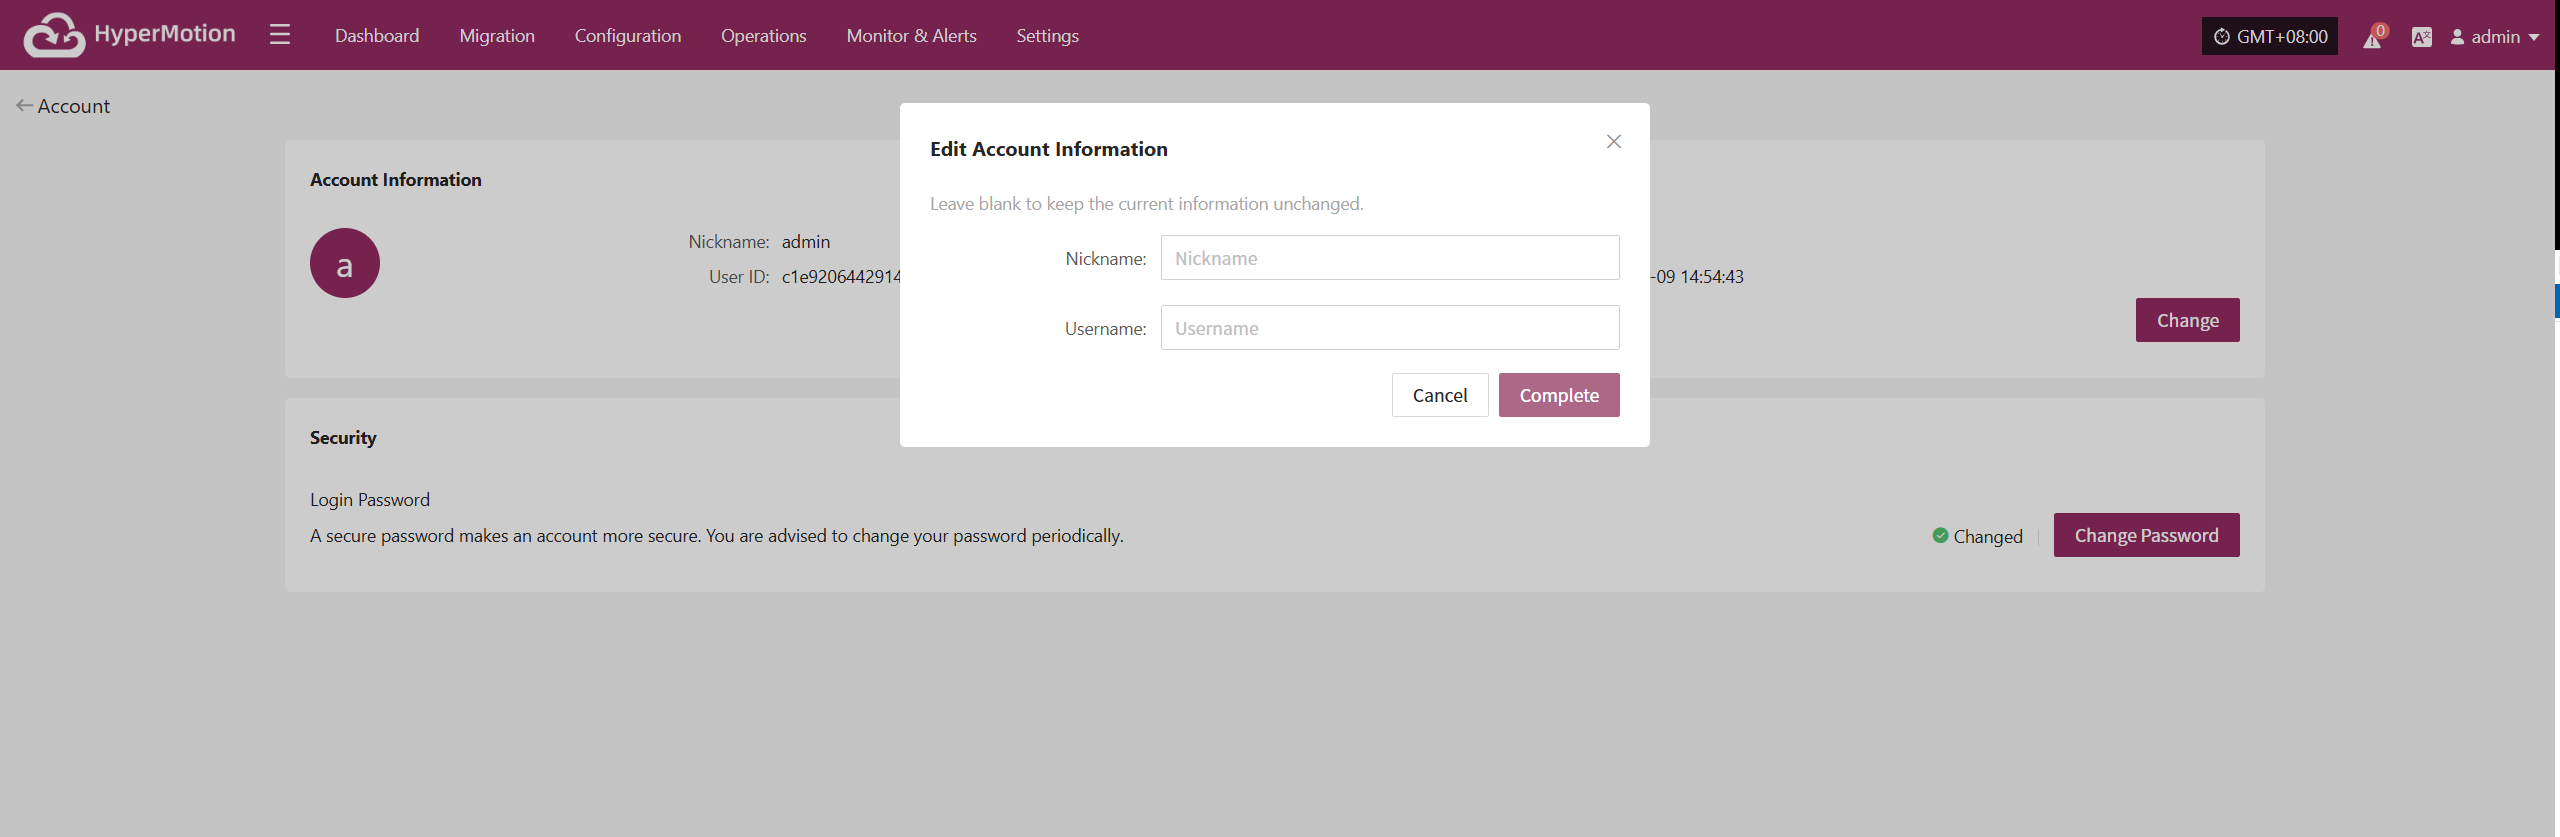 HyperMotion Dashboard Migration Configuration Operations Monitor & Alerts Settings GMT+08:00 0 admin
Account
Edit Account Information
Account Information
Leave blank to keep the current information unchanged.
a
Nickname: admin
Nickname: Nickname
User ID: c1e9206442914
-09 14:54:43
Change
Username: Username
Cancel Complete
Security
Login Password
A secure password makes an account more secure. You are advised to change your password periodically.
Changed
Change Password